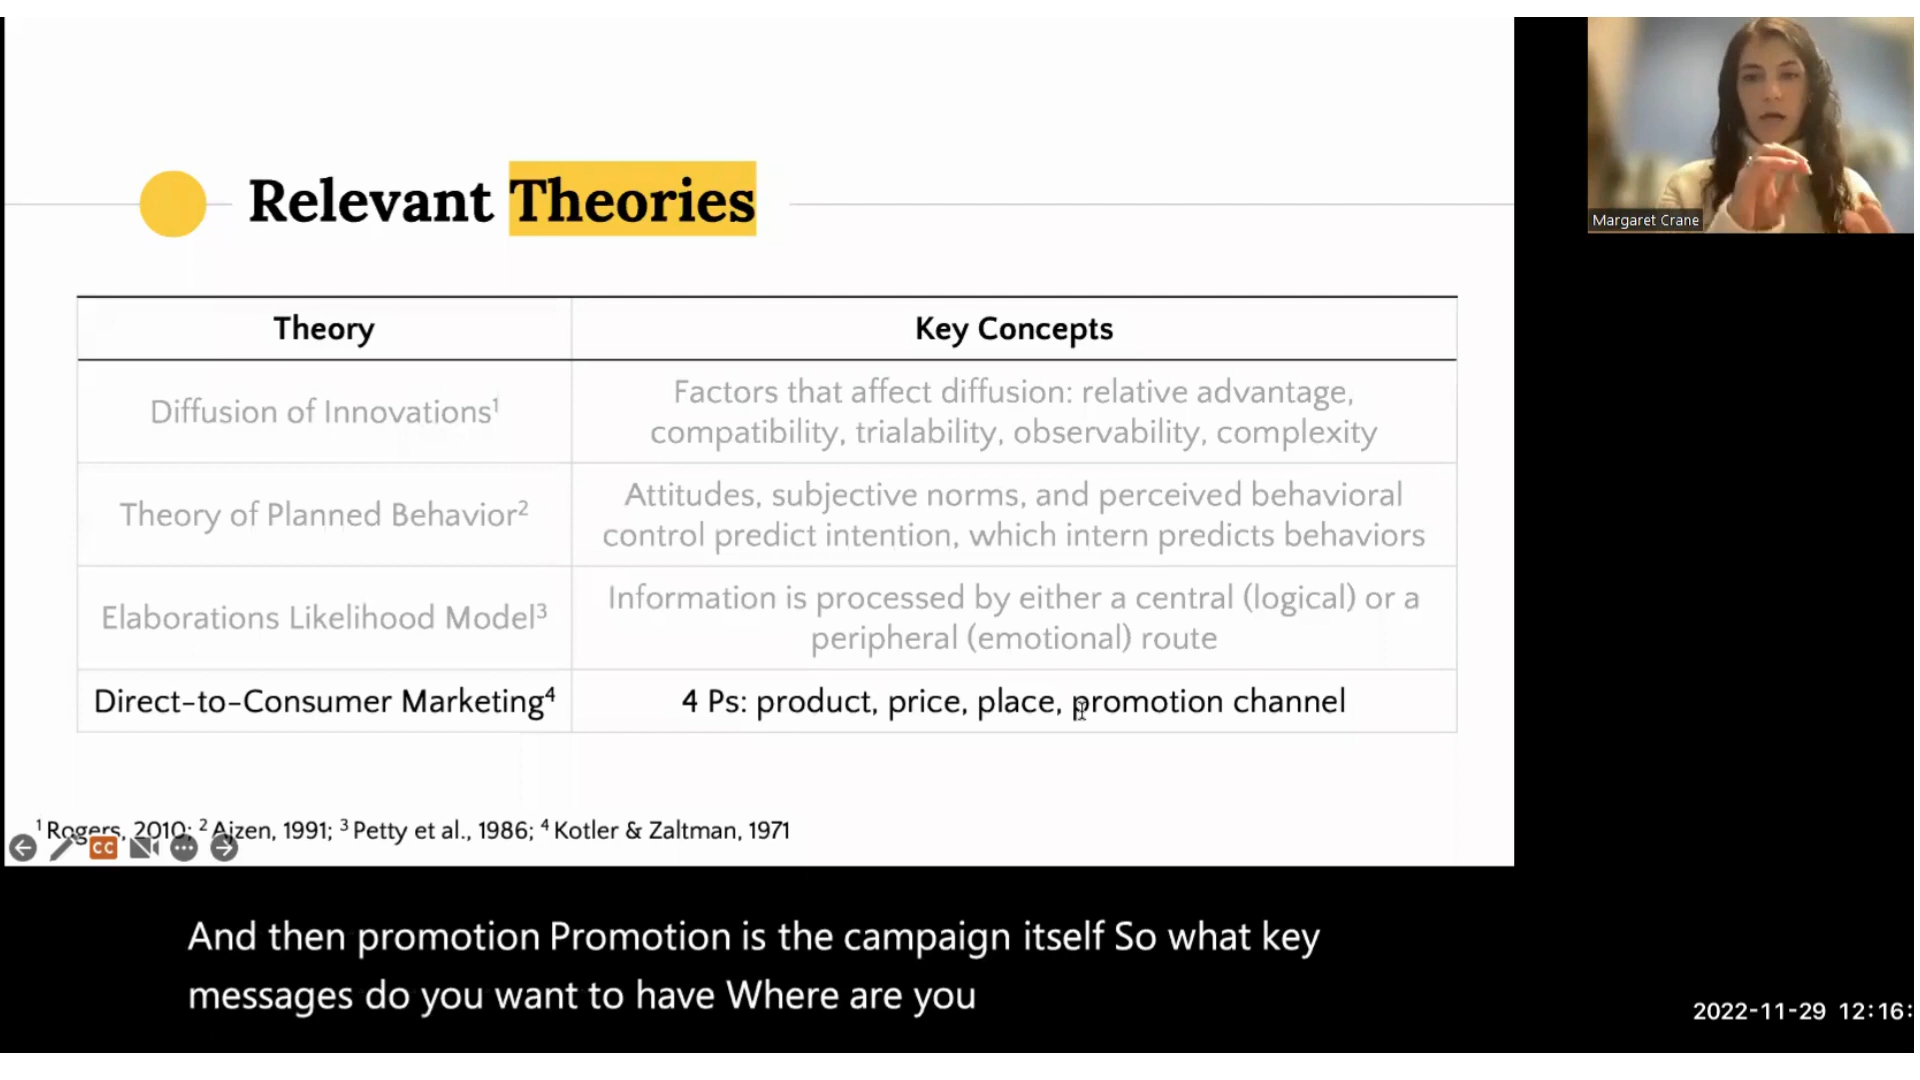 Margaret Crane
Relevant Theories
Theory
Key Concepts
Diffusion of Innovations¹
Factors that affect diffusion: relative advantage,
compatibility, trialability, observability, complexity
Theory of Planned Behavior²
Attitudes, subjective norms, and perceived behavioral
control predict intention, which intern predicts behaviors
Elaborations Likelihood Model³
Information is processed by either a central (logical) or a
peripheral (emotional) route
Direct-to-Consumer Marketing⁴
4 Ps: product, price, place, promotion channel
¹ Rogers, 2010; ² Ajzen, 1991; ³ Petty et al., 1986; ⁴ Kotler & Zaltman, 1971
CC
And then promotion Promotion is the campaign itself So what key
messages do you want to have Where are you
2022-11-29 12:16: